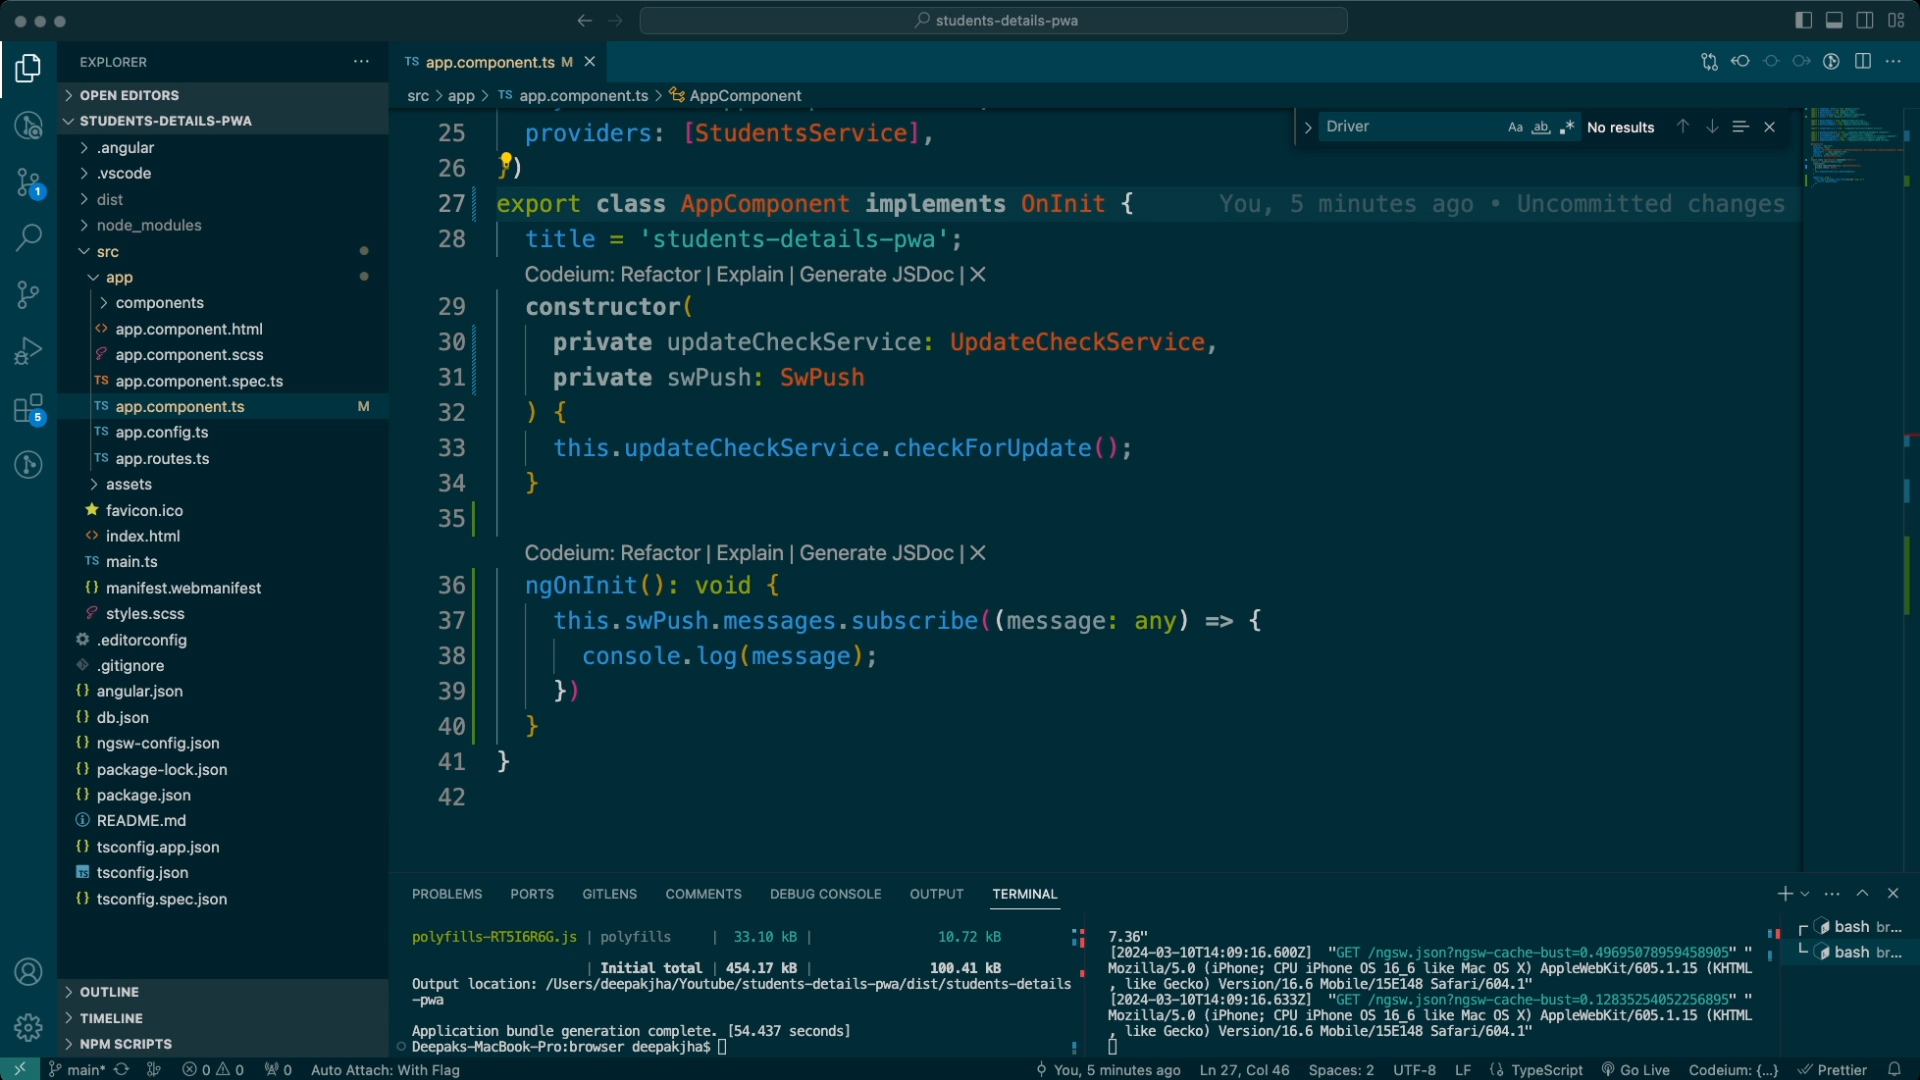 students-details-pwa
EXPLORER
OPEN EDITORS
STUDENTS-DETAILS-PWA
.angular
.vscode
dist
node_modules
src
app
components
app.component.html
app.component.scss
TS app.component.spec.ts
TS app.component.ts M
TS app.config.ts
TS app.routes.ts
assets
favicon.ico
index.html
TS main.ts
{} manifest.webmanifest
styles.scss
.editorconfig
.gitignore
{} angular.json
{} db.json
{} ngsw-config.json
{} package-lock.json
{} package.json
README.md
{} tsconfig.app.json
TS tsconfig.json
{} tsconfig.spec.json
OUTLINE
TIMELINE
NPM SCRIPTS
1
5
TS app.component.ts M
src > app > TS app.component.ts > AppComponent
Driver Aa ab .* No results
25 providers: [StudentsService],
26 })
27 export class AppComponent implements OnInit { You, 5 minutes ago • Uncommitted changes
28 title = 'students-details-pwa';
Codeium: Refactor | Explain | Generate JSDoc | X
29 constructor(
30 private updateCheckService: UpdateCheckService,
31 private swPush: SwPush
32 ) {
33 this.updateCheckService.checkForUpdate();
34 }
35
Codeium: Refactor | Explain | Generate JSDoc | X
36 ngOnInit(): void {
37 this.swPush.messages.subscribe((message: any) => {
38 console.log(message);
39 })
40 }
41 }
42
PROBLEMS PORTS GITLENS COMMENTS DEBUG CONSOLE OUTPUT TERMINAL
polyfills-RT5I6R6G.js | polyfills | 33.10 kB | 10.72 kB
| Initial total | 454.17 kB | 100.41 kB
Output location: /Users/deepakjha/Youtube/students-details-pwa/dist/students-details
-pwa
Application bundle generation complete. [54.437 seconds]
Deepaks-MacBook-Pro:browser deepakjha$
7.36"
[2024-03-10T14:09:16.600Z] "GET /ngsw.json?ngsw-cache-bust=0.49695078959458905" "
Mozilla/5.0 (iPhone; CPU iPhone OS 16_6 like Mac OS X) AppleWebKit/605.1.15 (KHTML
, like Gecko) Version/16.6 Mobile/15E148 Safari/604.1"
[2024-03-10T14:09:16.633Z] "GET /ngsw.json?ngsw-cache-bust=0.12835254052256895" "
Mozilla/5.0 (iPhone; CPU iPhone OS 16_6 like Mac OS X) AppleWebKit/605.1.15 (KHTML
, like Gecko) Version/16.6 Mobile/15E148 Safari/604.1"
bash br...
bash br...
main* 0 0 0 Auto Attach: With Flag You, 5 minutes ago Ln 27, Col 46 Spaces: 2 UTF-8 LF {} TypeScript Go Live Codeium: {...} Prettier